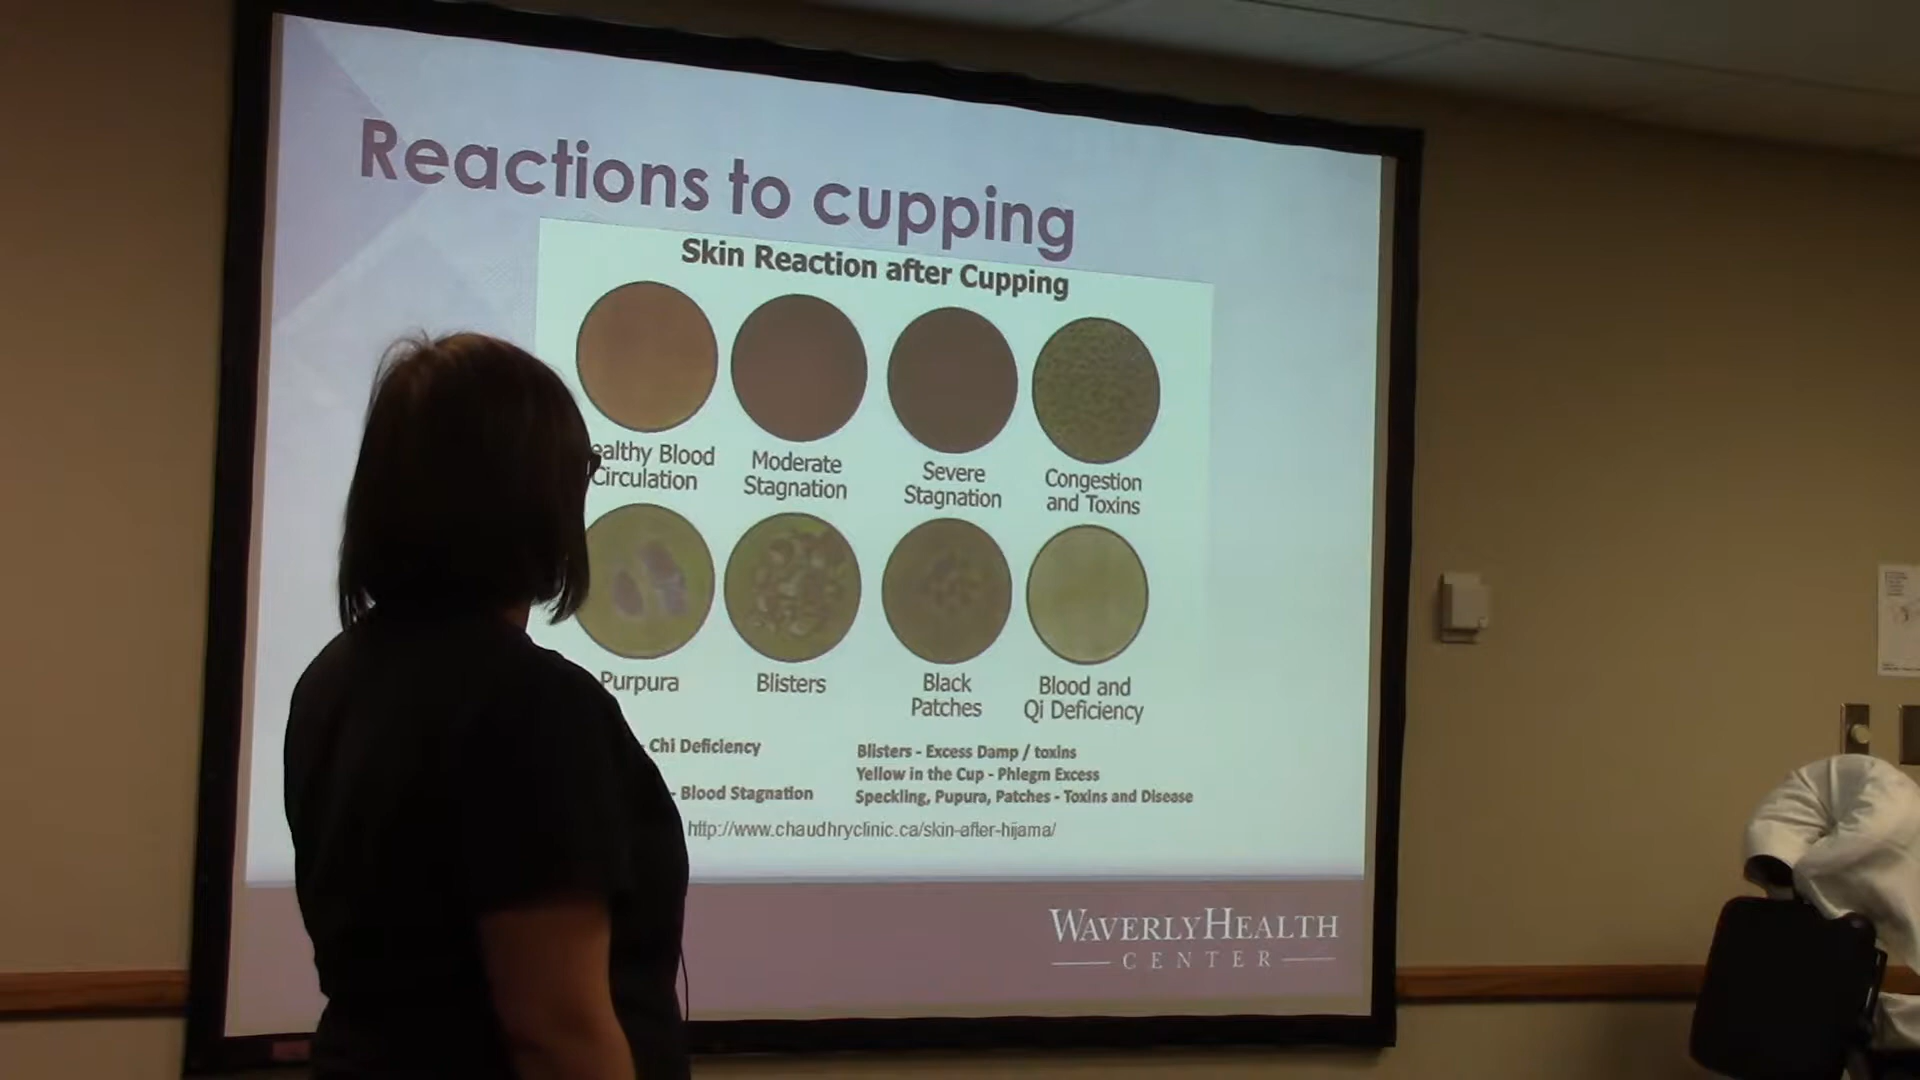 Reactions to cupping
Skin Reaction after Cupping
ealthy Blood
Circulation
Moderate
Stagnation
Severe
Stagnation
Congestion
and Toxins
Purpura
Blisters
Black
Patches
Blood and
Qi Deficiency
- Chi Deficiency
- Blood Stagnation
Blisters - Excess Damp / toxins
Yellow in the Cup - Phlegm Excess
Speckling, Pupura, Patches - Toxins and Disease
http://www.chaudhryclinic.ca/skin-after-hijama/
WAVERLYHEALTH
CENTER